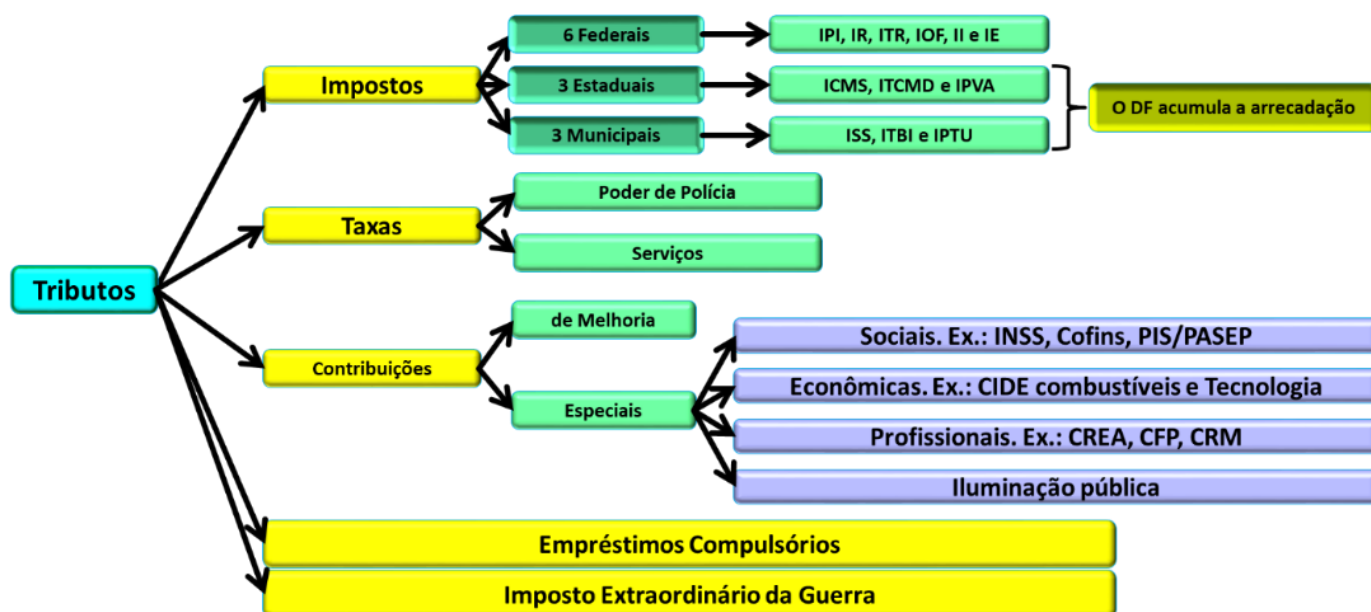 Tributos
Impostos
6 Federais
IPI, IR, ITR, IOF, II e IE
3 Estaduais
ICMS, ITCMD e IPVA
3 Municipais
ISS, ITBI e IPTU
O DF acumula a arrecadação
Taxas
Poder de Polícia
Serviços
Contribuições
de Melhoria
Especiais
Sociais. Ex.: INSS, Cofins, PIS/PASEP
Econômicas. Ex.: CIDE combustíveis e Tecnologia
Profissionais. Ex.: CREA, CFP, CRM
Iluminação pública
Empréstimos Compulsórios
Imposto Extraordinário da Guerra